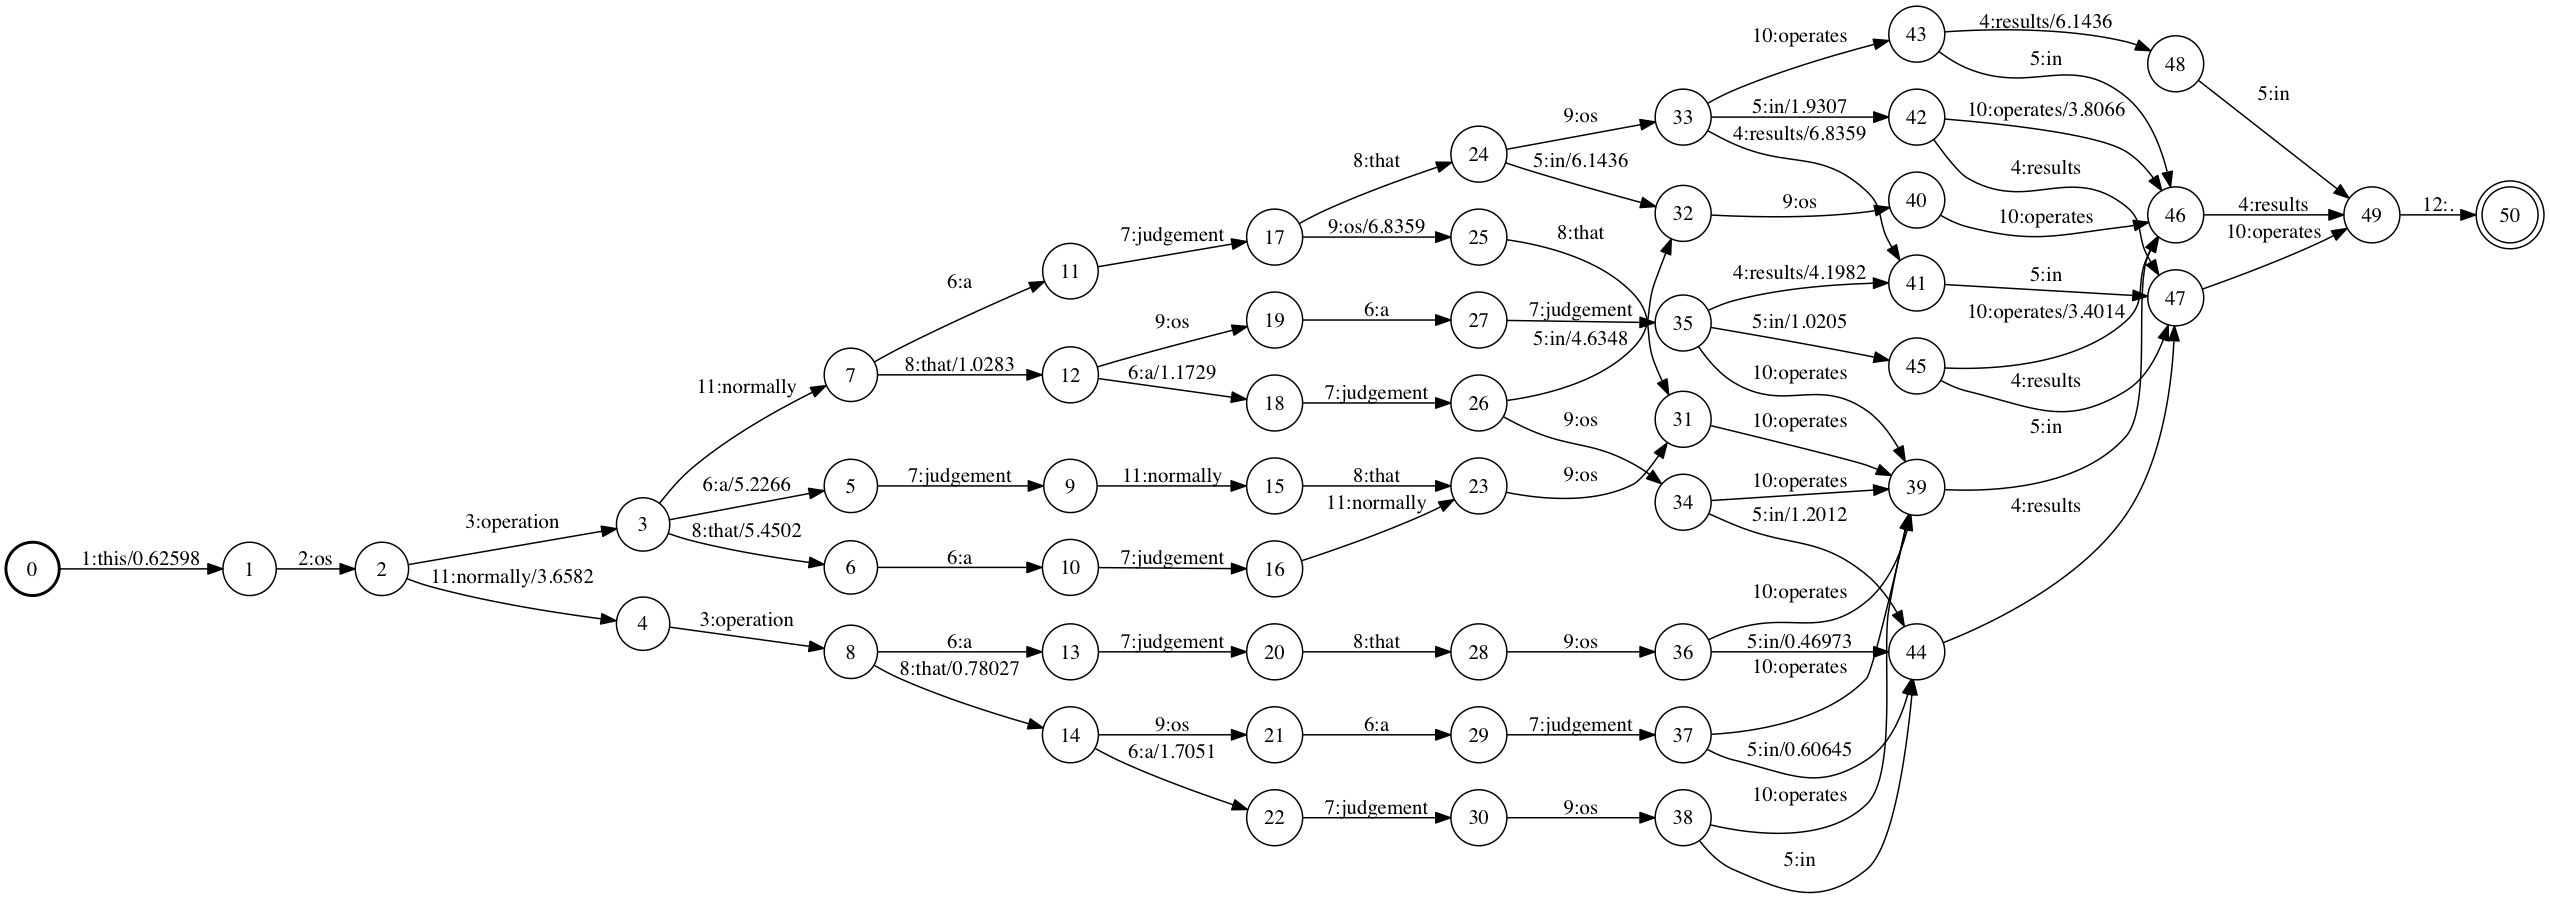 0
1:this/0.62598
1
2:os
2
3:operation
11:normally/3.6582
3
11:normally
6:a/5.2266
8:that/5.4502
4
3:operation
7
6:a
8:that/1.0283
5
7:judgement
6
6:a
8
6:a
8:that/0.78027
11
7:judgement
12
9:os
6:a/1.1729
9
11:normally
10
7:judgement
13
7:judgement
14
9:os
6:a/1.7051
17
8:that
9:os/6.8359
19
6:a
18
7:judgement
15
8:that
16
11:normally
20
8:that
21
6:a
22
7:judgement
24
9:os
5:in/6.1436
25
8:that
27
7:judgement
26
5:in/4.6348
9:os
23
9:os
28
9:os
29
7:judgement
30
9:os
33
10:operates
5:in/1.9307
4:results/6.8359
32
9:os
35
4:results/4.1982
5:in/1.0205
10:operates
31
10:operates
34
10:operates
5:in/1.2012
36
10:operates
5:in/0.46973
37
10:operates
5:in/0.60645
38
10:operates
5:in
43
4:results/6.1436
5:in
42
10:operates/3.8066
4:results
40
10:operates
41
5:in
45
10:operates/3.4014
4:results
39
5:in
44
4:results
48
5:in
46
4:results
47
10:operates
49
12:.
50